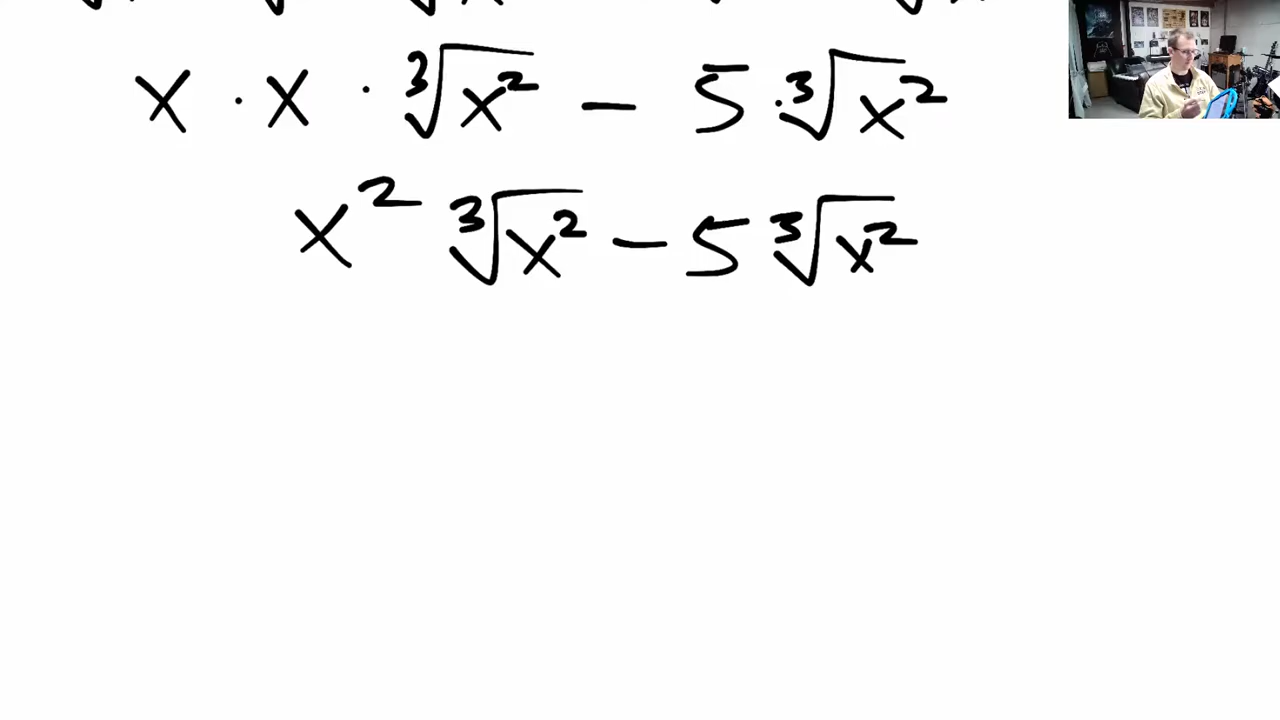 x · x · ∛x² − 5 · ∛x²
x² ∛x² − 5 ∛x²